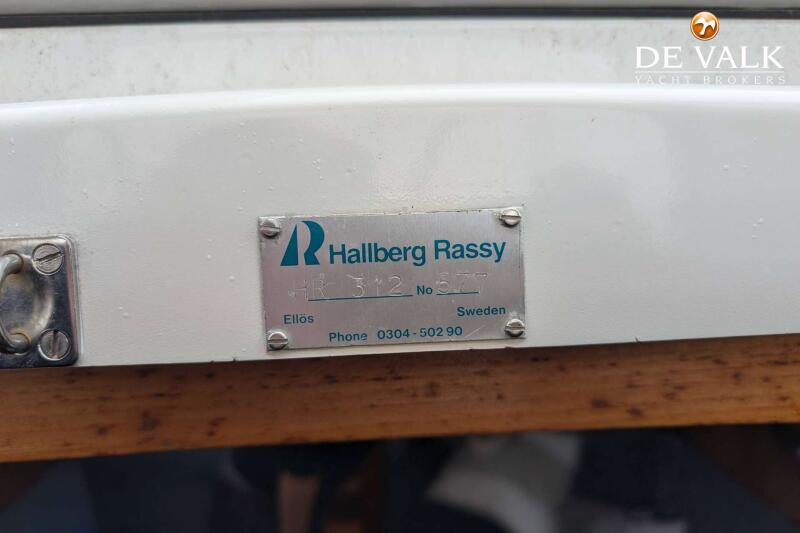 DE VALK
YACHT BROKERS
Hallberg Rassy
HR 312 No 577
Ellös Sweden
Phone 0304-502 90